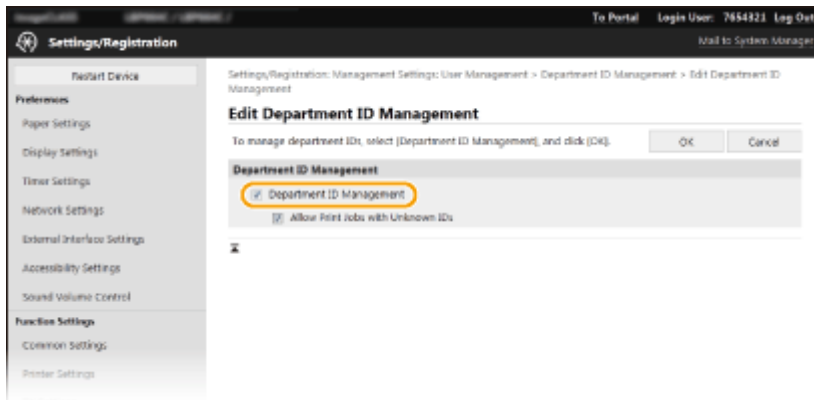 To Portal Login User: 7654321 Log Out
Settings/Registration
Mail to System Manager
Restart Device
Preferences
Paper Settings
Display Settings
Timer Settings
Network Settings
External Interface Settings
Accessibility Settings
Sound Volume Control
Function Settings
Common Settings
Printer Settings
Settings/Registration: Management Settings: User Management > Department ID Management > Edit Department ID
Management
Edit Department ID Management
To manage department IDs, select [Department ID Management], and click [OK].
OK
Cancel
Department ID Management
Department ID Management
Allow Print Jobs with Unknown IDs